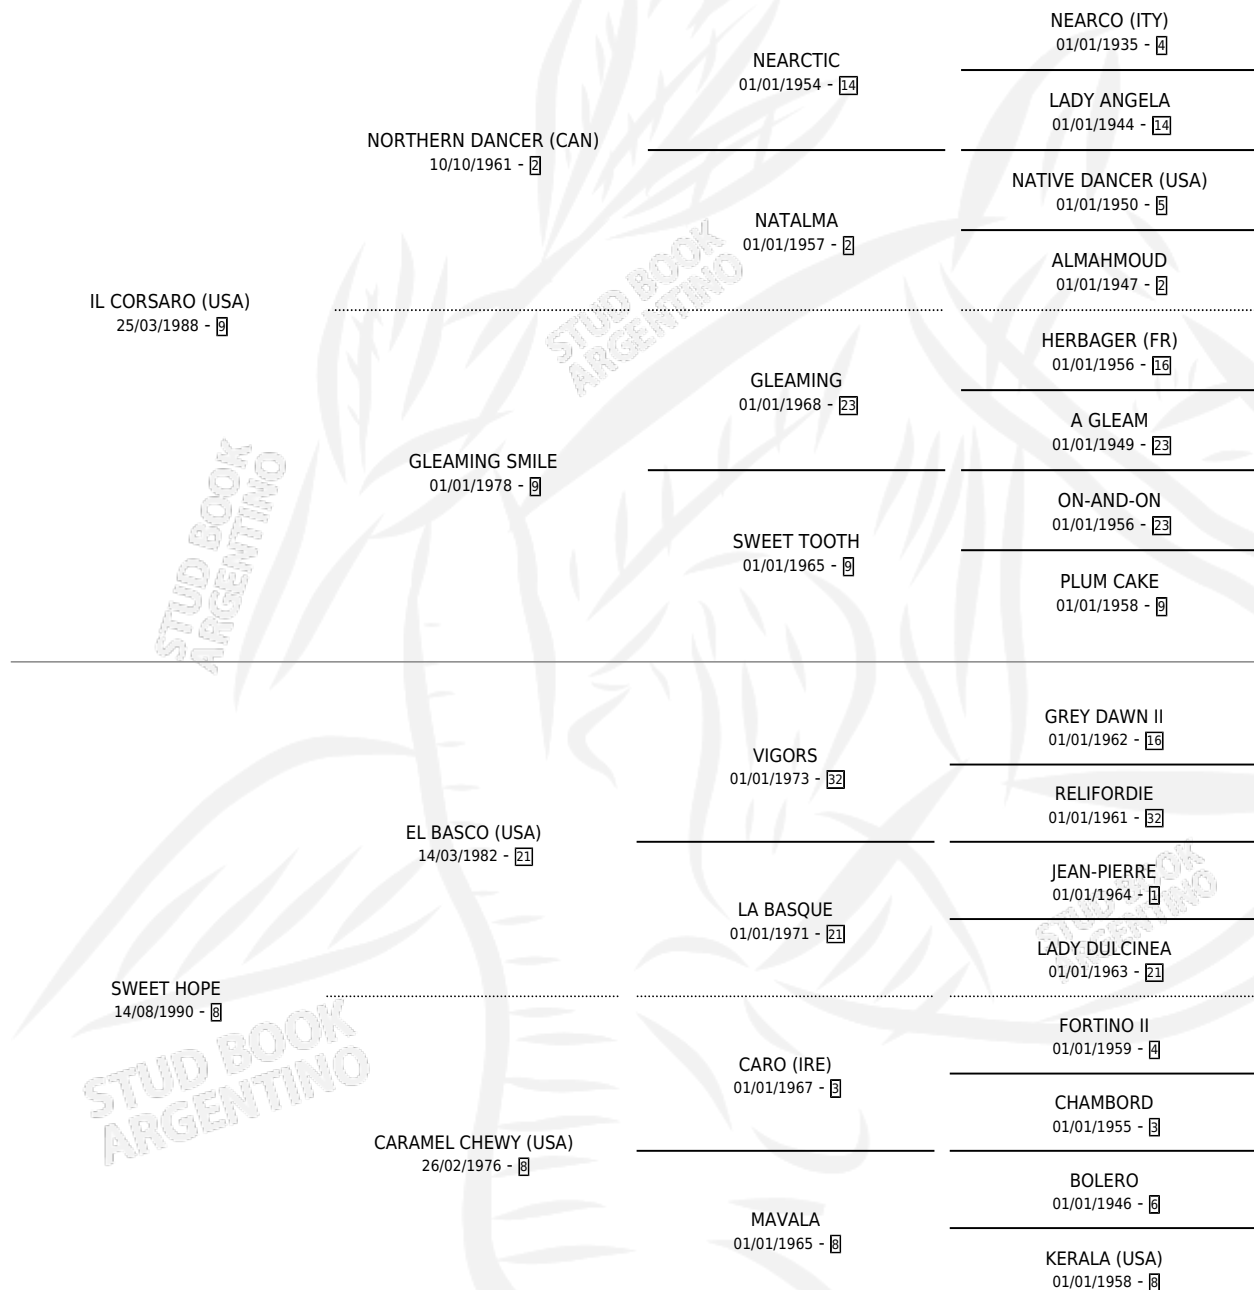 NEARCO (ITY)
01/01/1935 - 4
NEARCTIC
01/01/1954 - 14
LADY ANGELA
01/01/1944 - 14
NORTHERN DANCER (CAN)
10/10/1961 - 2
NATIVE DANCER (USA)
01/01/1950 - 5
NATALMA
01/01/1957 - 2
ALMAHMOUD
01/01/1947 - 2
IL CORSARO (USA)
25/03/1988 - 9
STUD BOOK
ARGENTINO
HERBAGER (FR)
01/01/1956 - 16
GLEAMING
01/01/1968 - 23
A GLEAM
01/01/1949 - 23
GLEAMING SMILE
01/01/1978 - 9
ON-AND-ON
01/01/1956 - 23
SWEET TOOTH
01/01/1965 - 9
PLUM CAKE
01/01/1958 - 9
STUD BOOK
ARGENTINO
GREY DAWN II
01/01/1962 - 16
VIGORS
01/01/1973 - 32
RELIFORDIE
01/01/1961 - 32
EL BASCO (USA)
14/03/1982 - 21
JEAN-PIERRE
01/01/1964 - 1
LA BASQUE
01/01/1971 - 21
STUD BOOK
ARGENTINO
LADY DULCINEA
01/01/1963 - 21
SWEET HOPE
14/08/1990 - 8
FORTINO II
01/01/1959 - 4
CARO (IRE)
01/01/1967 - 3
STUD BOOK
ARGENTINO
CHAMBORD
01/01/1955 - 3
CARAMEL CHEWY (USA)
26/02/1976 - 8
BOLERO
01/01/1946 - 6
MAVALA
01/01/1965 - 8
KERALA (USA)
01/01/1958 - 8